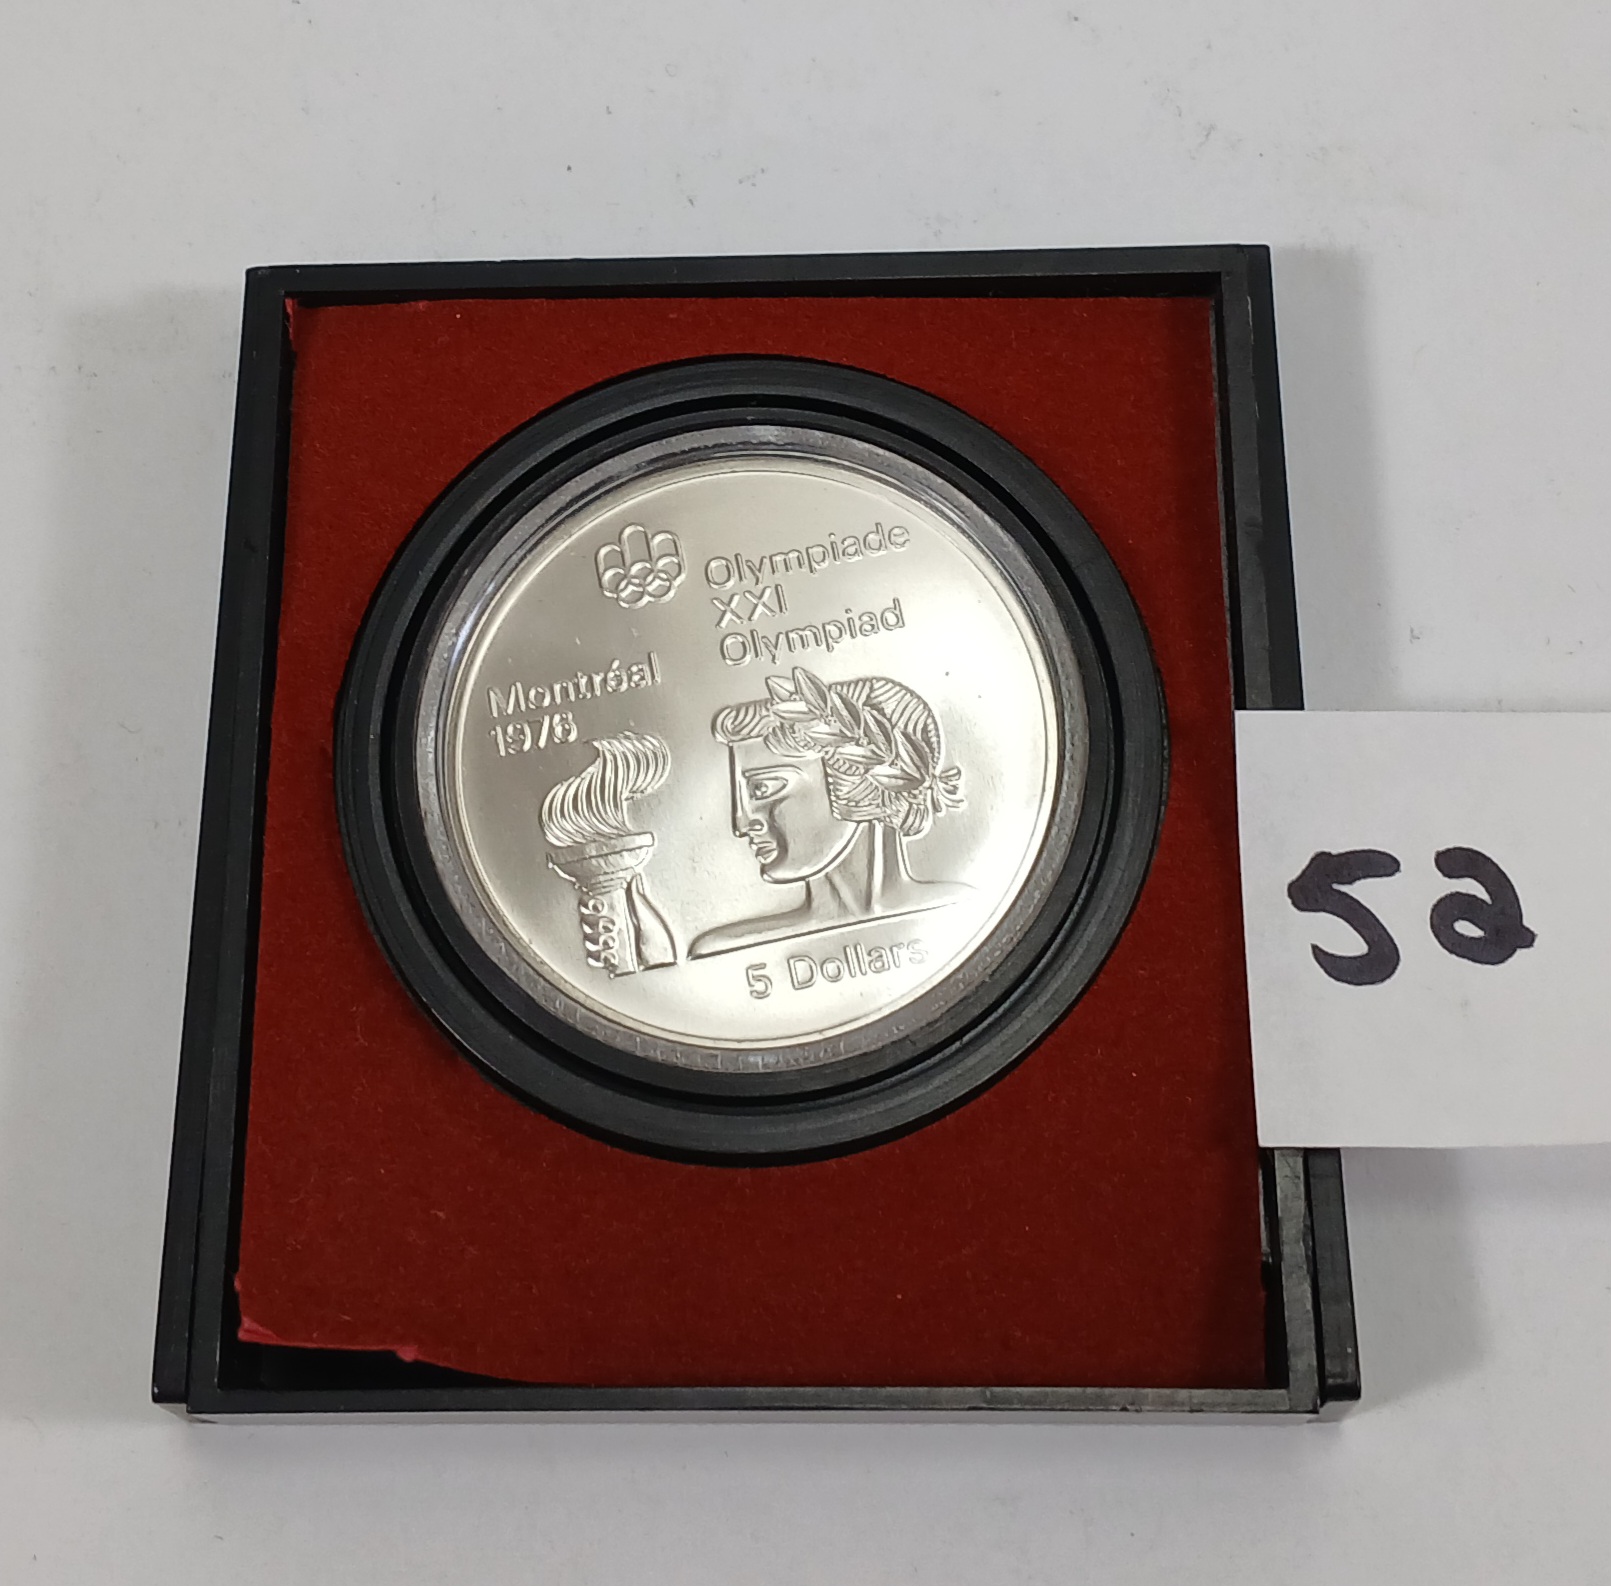 Olympiade
XXI
Olympiad
Montréal
1976
5 Dollars
52